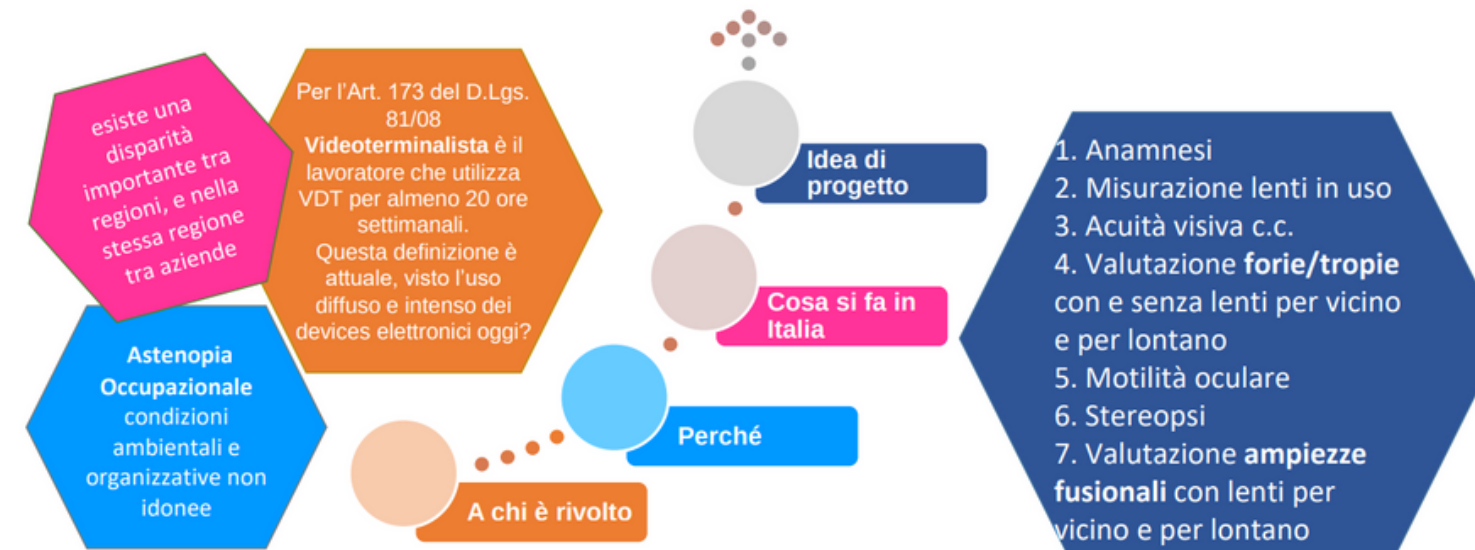 esiste una
disparità
importante tra
regioni, e nella
stessa regione
tra aziende
Per l'Art. 173 del D.Lgs.
81/08
Videoterminalista è il
lavoratore che utilizza
VDT per almeno 20 ore
settimanali.
Questa definizione è
attuale, visto l'uso
diffuso e intenso dei
devices elettronici oggi?
Astenopia
Occupazionale
condizioni
ambientali e
organizzative non
idonee
Idea di
progetto
Cosa si fa in
Italia
Perché
A chi è rivolto
1. Anamnesi
2. Misurazione lenti in uso
3. Acuità visiva c.c.
4. Valutazione forie/tropie
con e senza lenti per vicino
e per lontano
5. Motilità oculare
6. Stereopsi
7. Valutazione ampiezze
fusionali con lenti per
vicino e per lontano